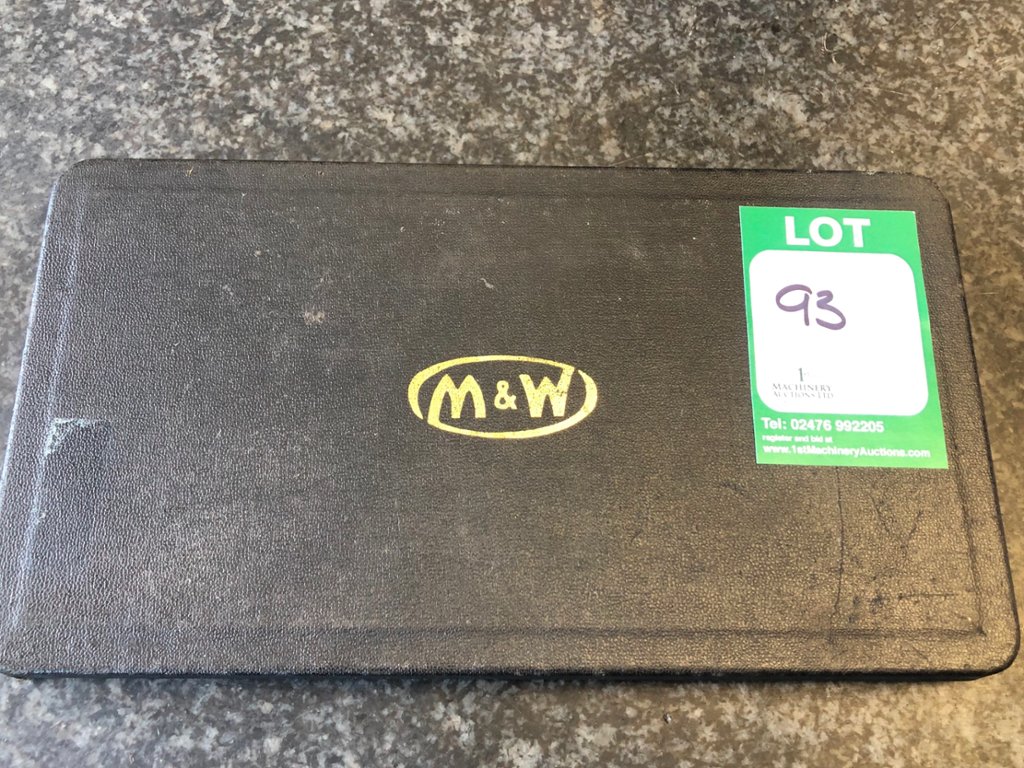 M & W
LOT
93
1st
MACHINERY
AUCTIONS LTD
Tel: 02476 992205
register and bid at
www.1stMachineryAuctions.com